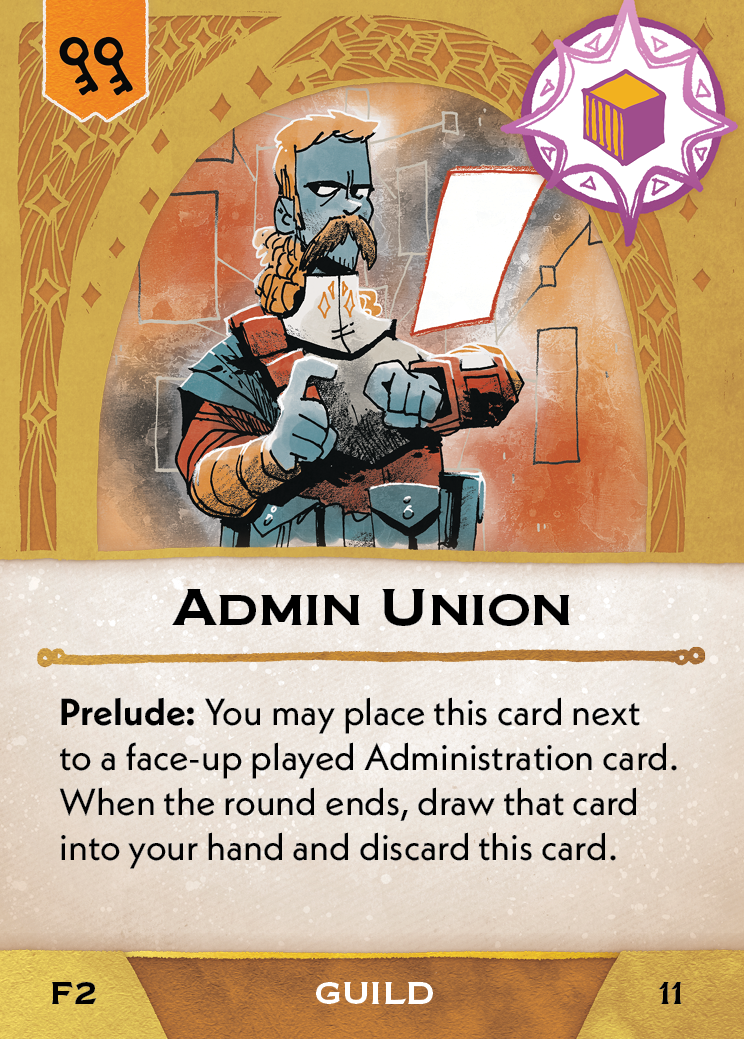 Admin Union
Prelude: You may place this card next
to a face-up played Administration card.
When the round ends, draw that card
into your hand and discard this card.
F2 GUILD 11